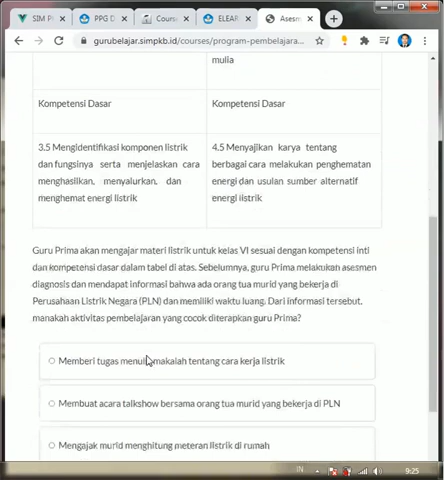 SIM P
PPG D
Cours
ELEAR
Asesm
gurubelajar.simpkb.id/courses/program-pembelajara...
mulia
Kompetensi Dasar
Kompetensi Dasar
3.5 Mengidentifikasi komponen listrik
dan fungsinya serta menjelaskan cara
menghasilkan, menyalurkan, dan
menghemat energi listrik
4.5 Menyajikan karya tentang
berbagai cara melakukan penghematan
energi dan usulan sumber alternatif
energi listrik
Guru Prima akan mengajar materi listrik untuk kelas VI sesuai dengan kompetensi inti
dan kompetensi dasar dalam tabel di atas. Sebelumnya, guru Prima melakukan asesmen
diagnosis dan mendapat informasi bahwa ada orang tua murid yang bekerja di
Perusahaan Listrik Negara (PLN) dan memiliki waktu luang. Dari informasi tersebut,
manakah aktivitas pembelajaran yang cocok diterapkan guru Prima?
Memberi tugas menulis makalah tentang cara kerja listrik
Membuat acara talkshow bersama orang tua murid yang bekerja di PLN
Mengajak murid menghitung meteran listrik di rumah
IN
9:25